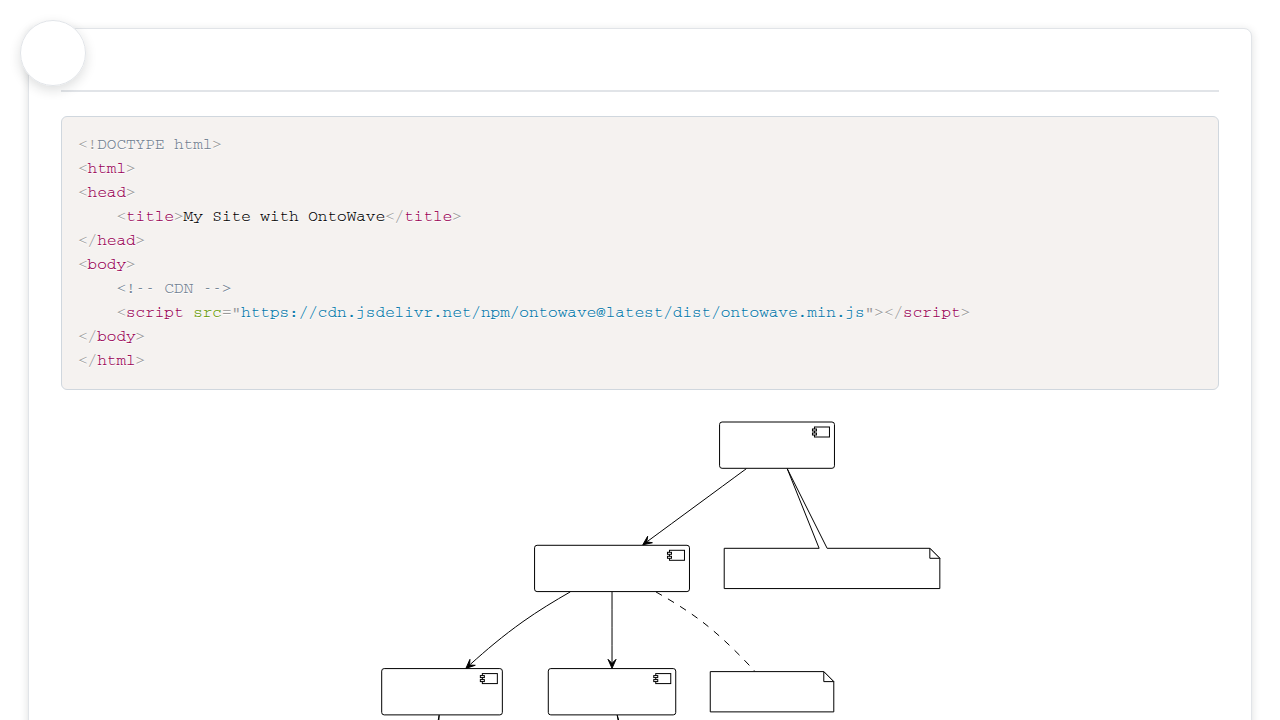 <!DOCTYPE html>
<html>
<head>
    <title>My Site with OntoWave</title>
</head>
<body>
    <!-- CDN -->
    <script src="https://cdn.jsdelivr.net/npm/ontowave@latest/dist/ontowave.min.js"></script>
</body>
</html>